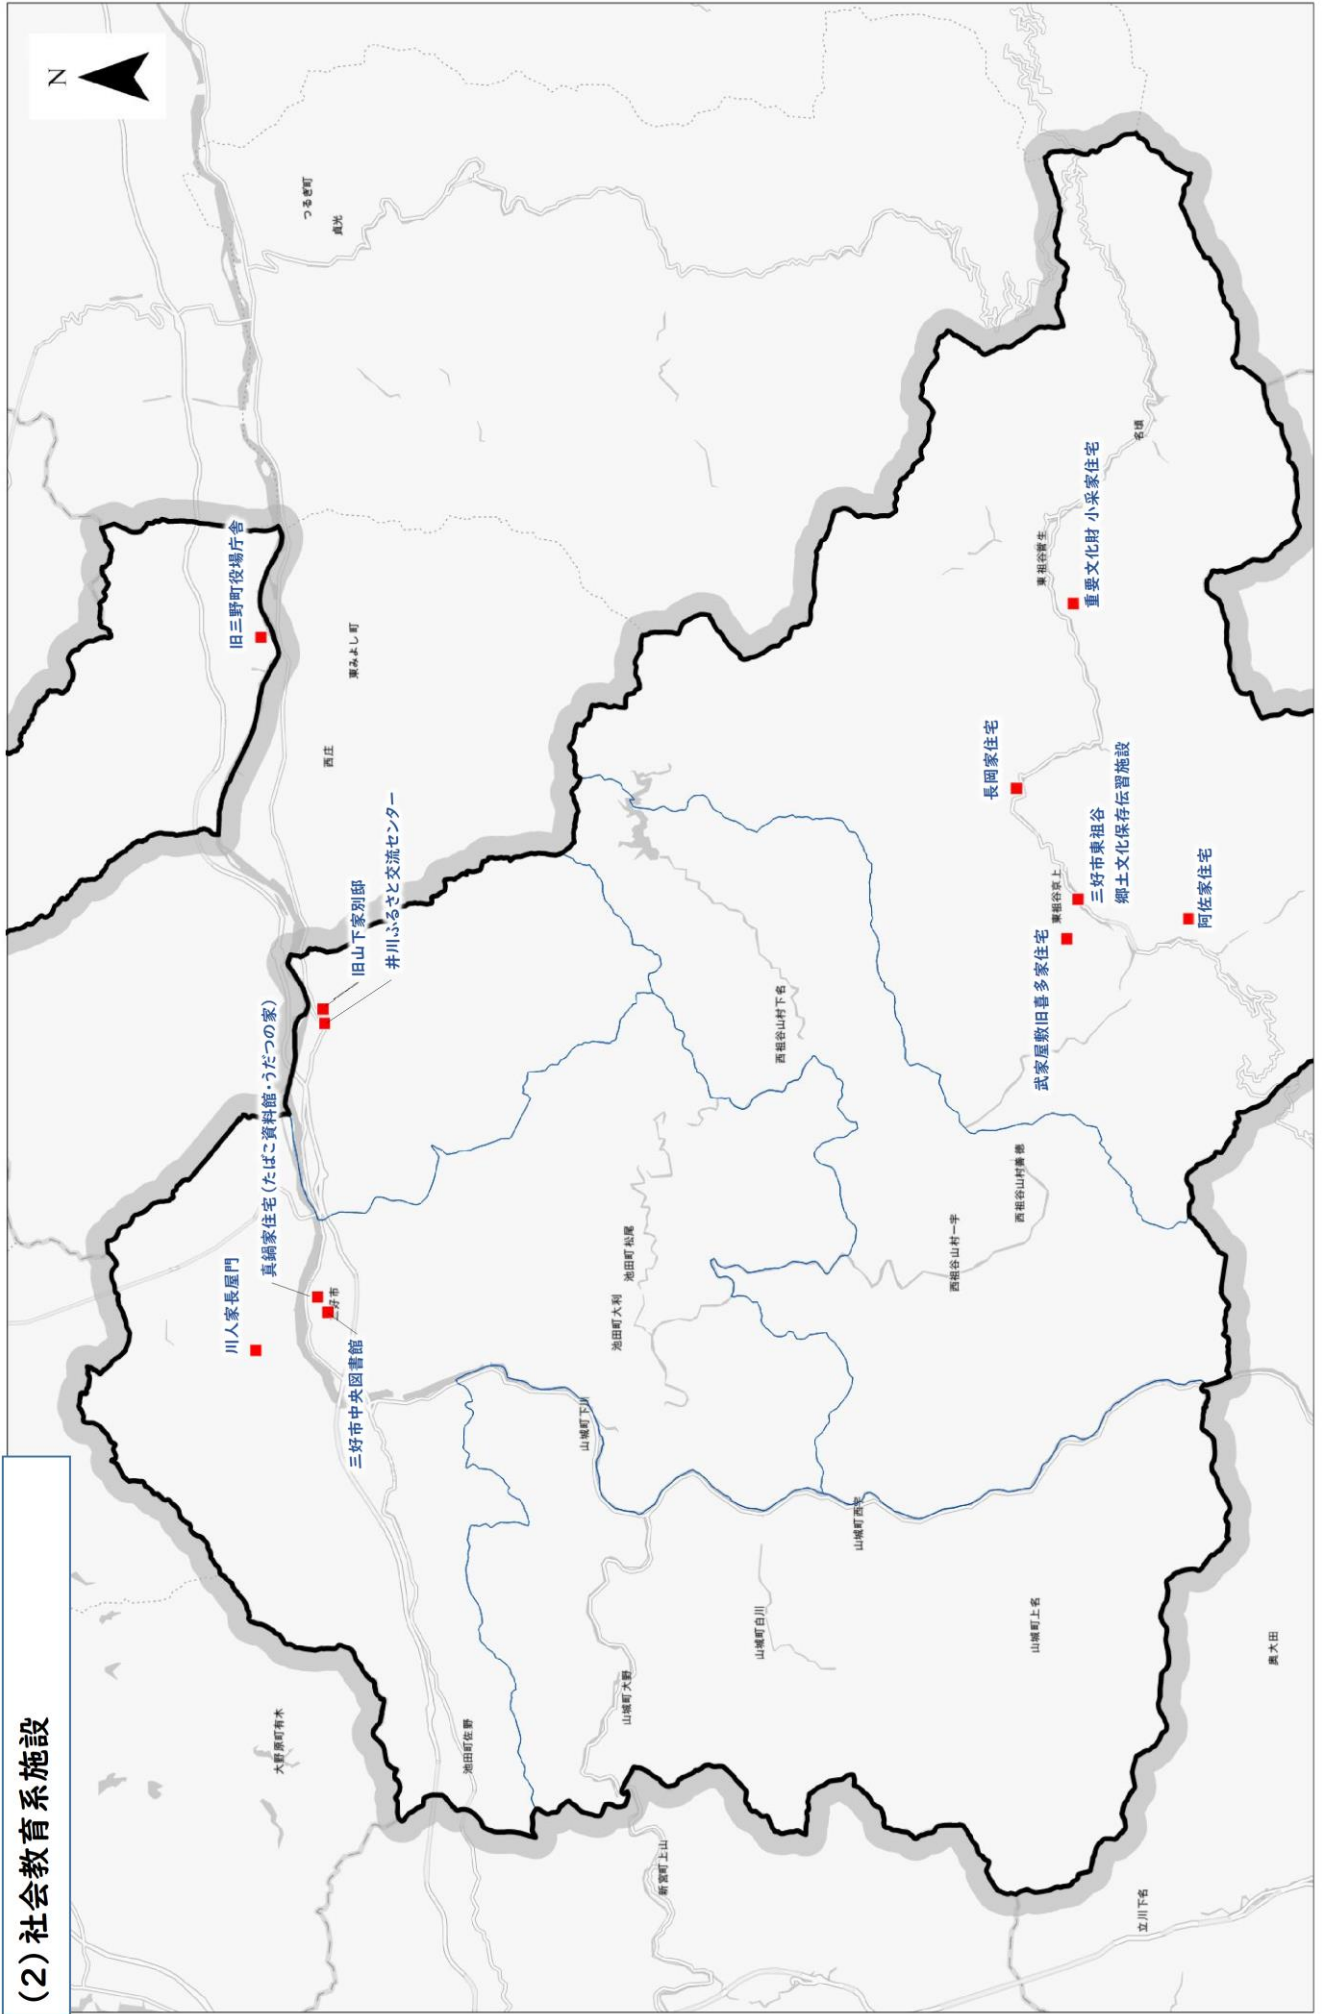 (2)社会教育系施設
N
つるぎ町
貞光
旧三野町役場庁舎
東みよし町
西庄
旧山下家別邸
井川ふるさと交流センター
真鍋家住宅(たばこ資料館・うだつの家)
川人家長屋門
三好市中央図書館
大野原町有木
池田町佐野
池田町松尾
池田町大利
山城町下川
山城町大野
山城町白川
山城町西宇
山城町上名
新宮町上山
立川下名
奥大田
西祖谷山村下名
西祖谷山村一宇
西祖谷山村善徳
名頃
東祖谷菅生
重要文化財 小采家住宅
長岡家住宅
三好市東祖谷
郷土文化保存伝習施設
東祖谷京上
武家屋敷旧喜多家住宅
阿佐家住宅